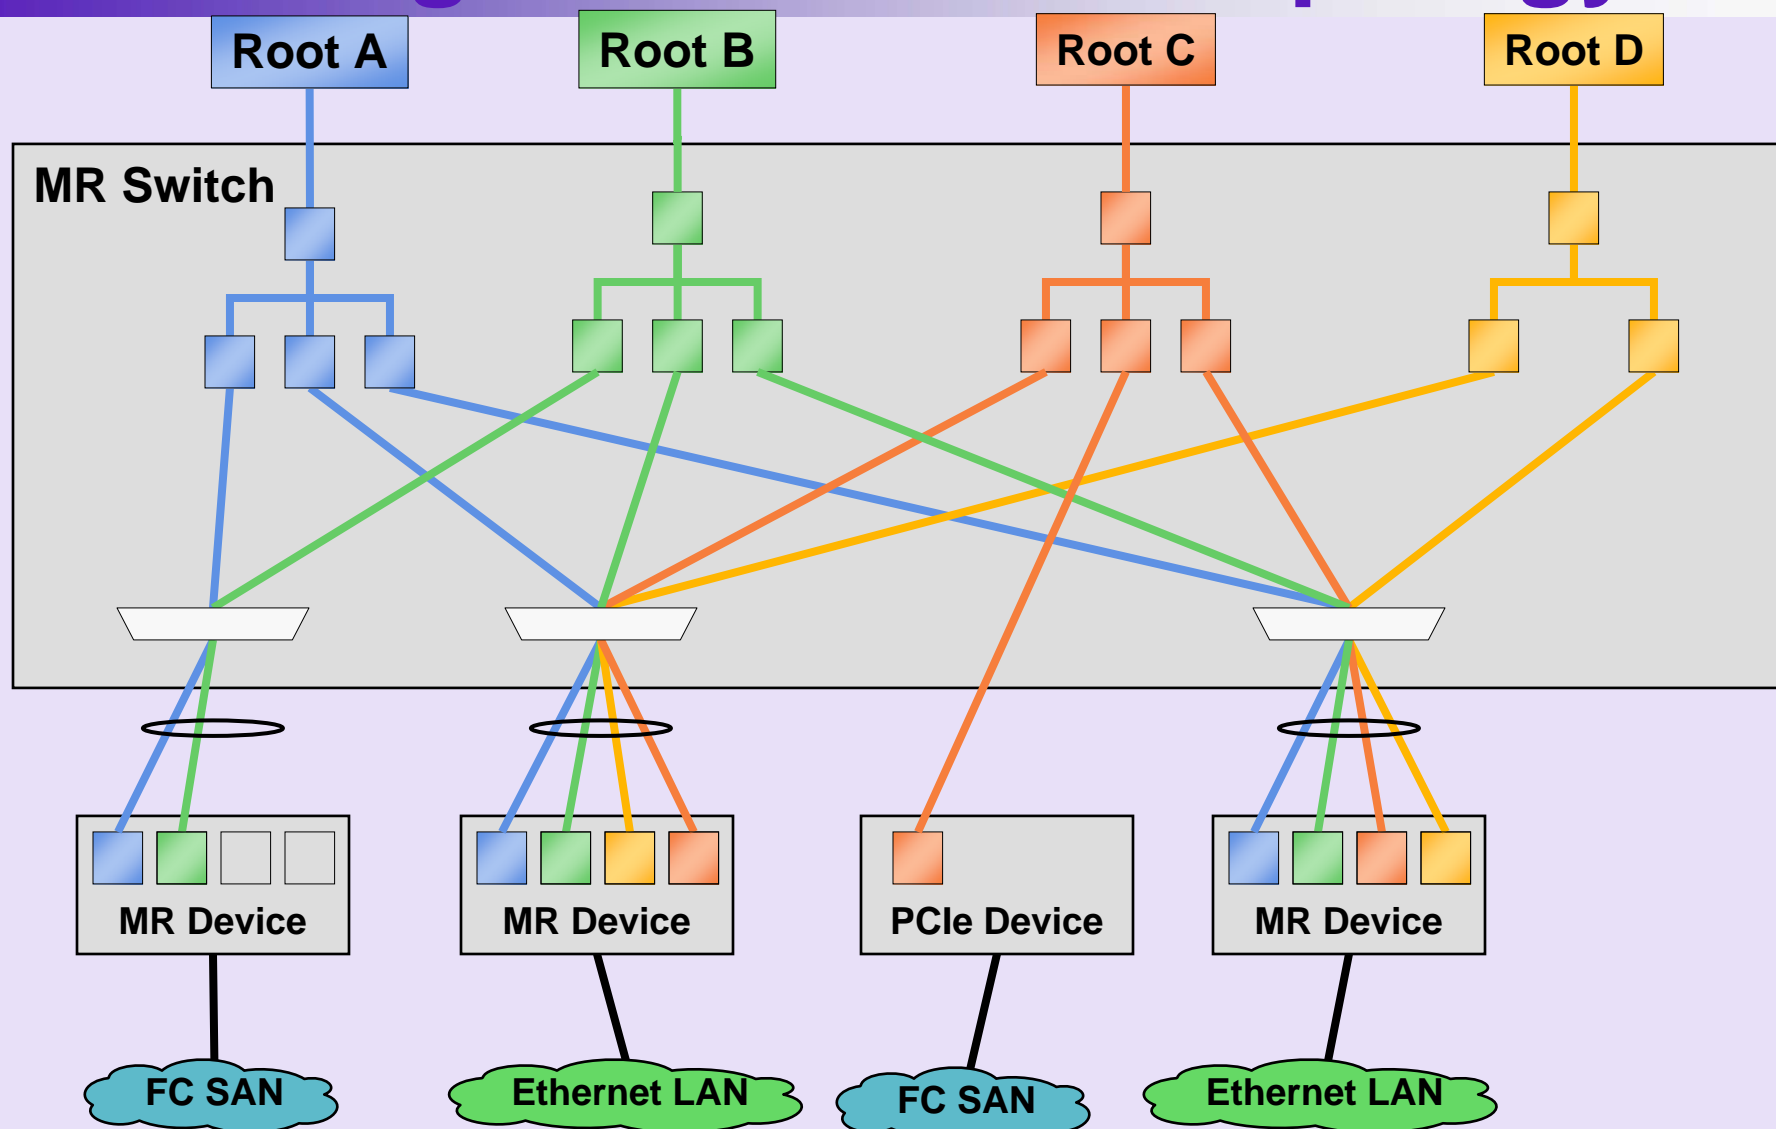 Root A
Root B
Root C
Root D
MR Switch
MR Device
MR Device
PCIe Device
MR Device
FC SAN
Ethernet LAN
FC SAN
Ethernet LAN